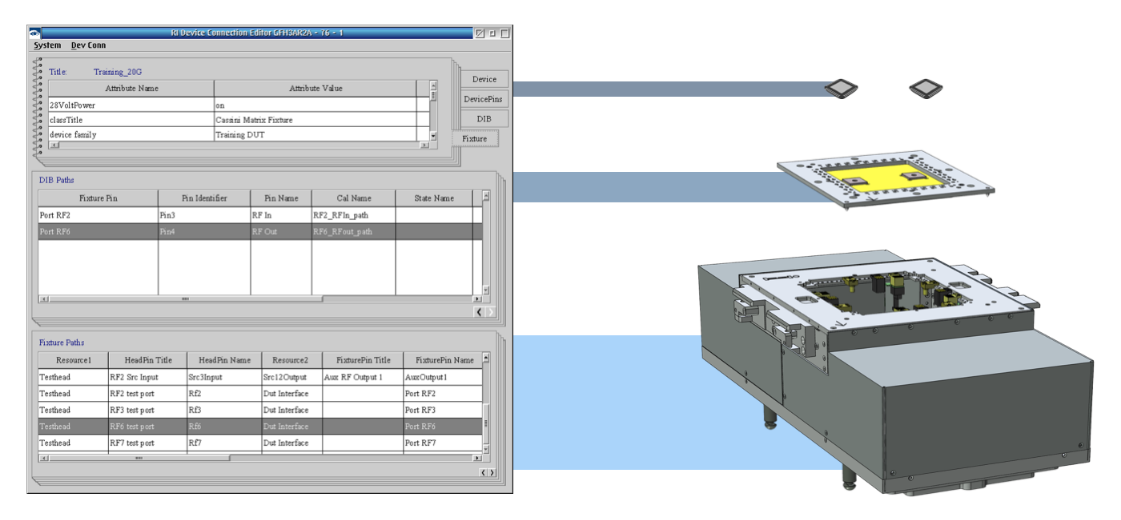 RI Device Connection Editor GFH3AR2A - 76 - 1
System Dev Conn
Title Training_20G
Attribute Name Attribute Value
28VoltPower on
classTitle Cassini Matrix Fixture
device family Training DUT
Device
DevicePins
DIB
Fixture
DIB Paths
Fixture Pin Pin Identifier Pin Name Cal Name State Name
Port RF2 Pin3 RF In RF2_RFIn_path
Port RF6 Pin4 RF Out RF6_RFout_path
Fixture Paths
Resource1 HeadPin Title HeadPin Name Resource2 FixturePin Title FixturePin Name
Testhead RF2 Src Input Src3Input Src12Output Aux RF Output 1 AuxOutput1
Testhead RF2 test port Rf2 Dut Interface Port RF2
Testhead RF3 test port Rf3 Dut Interface Port RF3
Testhead RF6 test port Rf6 Dut Interface Port RF6
Testhead RF7 test port Rf7 Dut Interface Port RF7